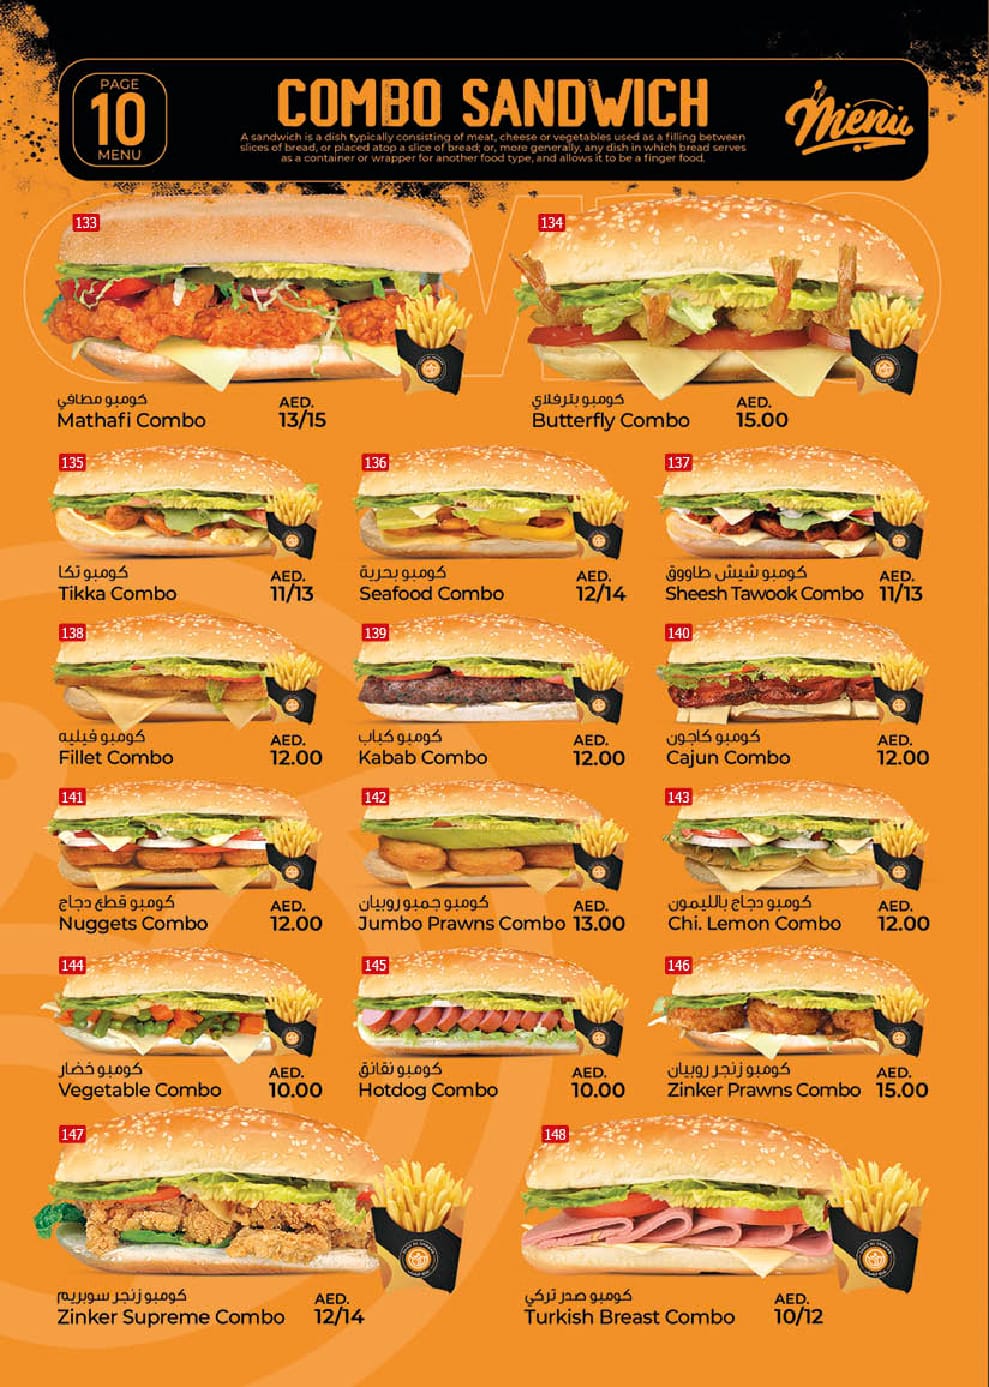 PAGE
10
MENU
COMBO SANDWICH
A sandwich is a dish typically consisting of meat, cheese or vegetables used as a filling between
slices of bread, or placed atop a slice of bread; or, more generally, any dish in which bread serves
as a container or wrapper for another food type, and allows it to be a finger food.
Menu
COMBO
133
كومبو مطافي
Mathafi Combo
AED.
13/15
134
كومبو بترفلاي
Butterfly Combo
AED.
15.00
135
كومبو تكا
Tikka Combo
AED.
11/13
136
كومبو بحرية
Seafood Combo
AED.
12/14
137
كومبو شيش طاووق
Sheesh Tawook Combo
AED.
11/13
138
كومبو فيليه
Fillet Combo
AED.
12.00
139
كومبو كباب
Kabab Combo
AED.
12.00
140
كومبو كاجون
Cajun Combo
AED.
12.00
141
كومبو قطع دجاج
Nuggets Combo
AED.
12.00
142
كومبو جمبو روبيان
Jumbo Prawns Combo
AED.
13.00
143
كومبو دجاج بالليمون
Chi. Lemon Combo
AED.
12.00
144
كومبو خضار
Vegetable Combo
AED.
10.00
145
كومبو نقانق
Hotdog Combo
AED.
10.00
146
كومبو زنجر روبيان
Zinker Prawns Combo
AED.
15.00
147
كومبو زنجر سوبريم
Zinker Supreme Combo
AED.
12/14
148
كومبو صدر تركي
Turkish Breast Combo
AED.
10/12